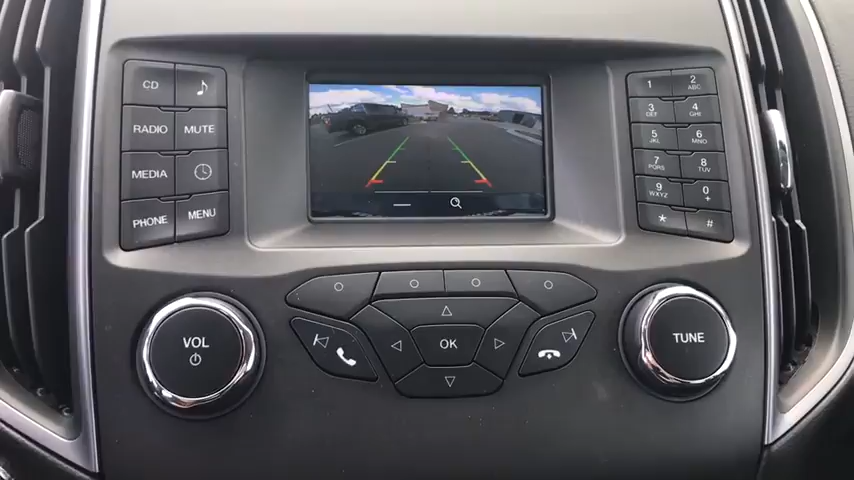 CD
RADIO MUTE
MEDIA
PHONE MENU
1 2 ABC
3 DEF 4 GHI
5 JKL 6 MNO
7 PQRS 8 TUV
9 WXYZ 0 +
* #
VOL
OK
TUNE